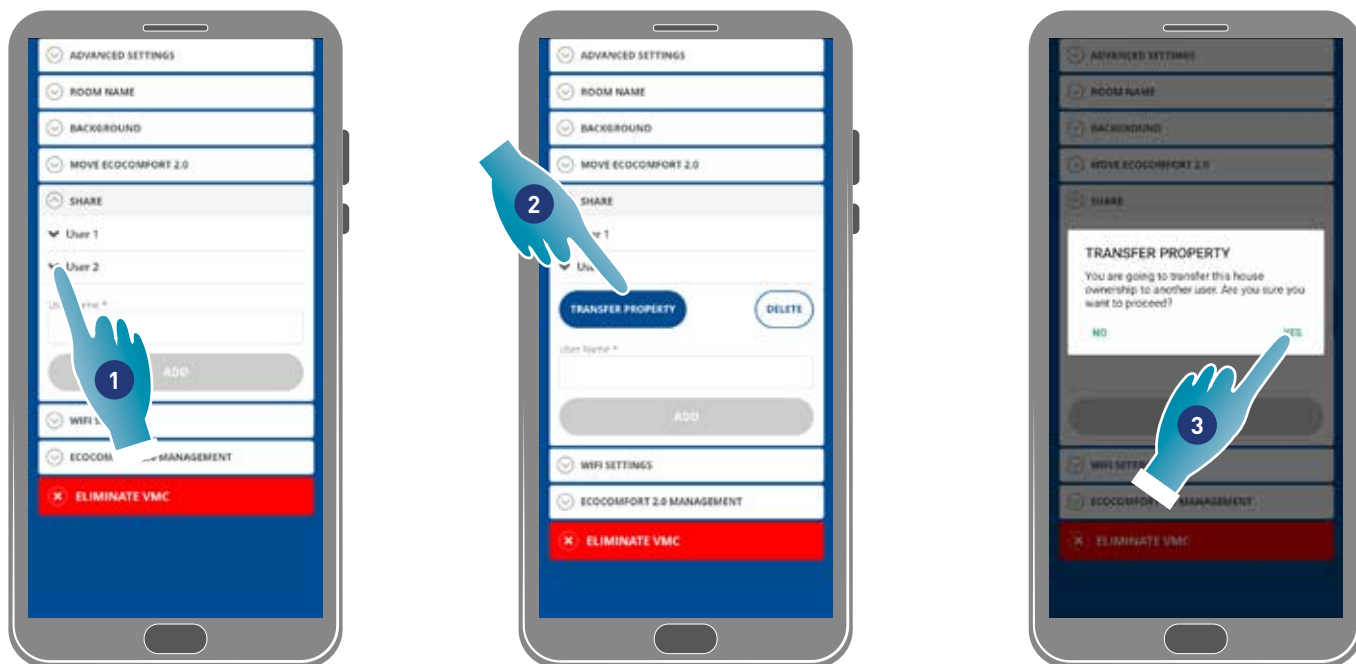 ADVANCED SETTINGS
ROOM NAME
BACKGROUND
MOVE ECOCOMFORT 2.0
SHARE
User 1
User 2
ADD
1
WIFI
MANAGEMENT
ELIMINATE VMC
ADVANCED SETTINGS
ROOM NAME
BACKGROUND
MOVE ECOCOMFORT 2.0
2
SHARE
TRANSFER PROPERTY
DELETE
User Name *
ADD
WIFI SETTINGS
ECOCOMFORT 2.0 MANAGEMENT
ELIMINATE VMC
ADVANCED SETTINGS
ROOM NAME
BACKGROUND
MOVE ECOCOMFORT 2.0
SHARE
TRANSFER PROPERTY
You are going to transfer this house
ownership to another user. Are you sure you
want to proceed?
NO YES
3
WIFI
MANAGEMENT
ELIMINATE VMC